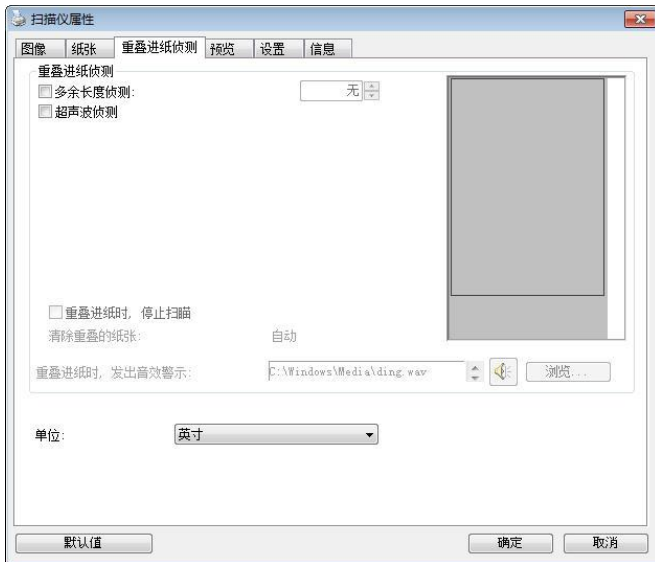 扫描仪属性
图像 纸张 重叠进纸侦测 预览 设置 信息
重叠进纸侦测
多余长度侦测: 无
超声波侦测
重叠进纸时, 停止扫瞄
清除重叠的纸张: 自动
重叠进纸时, 发出音效警示: C:\Windows\Media\ding.wav 浏览...
单位: 英寸
默认值 确定 取消